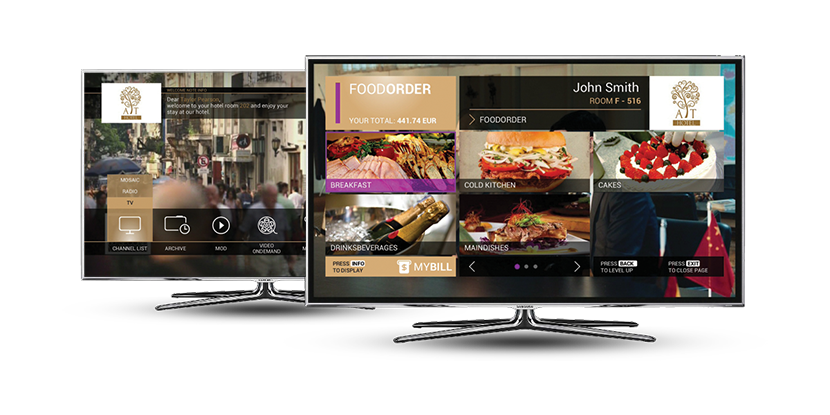 WELCOME NOTE INFO
Dear
welcome to your hotel room 202 and enjoy your
stay at our hotel.
AJT
HOTEL
MOSAIC
RADIO
TV
CHANNEL LIST
ARCHIVE
MOD
VIDEO
ONDEMAND
FOODORDER
YOUR TOTAL: 441.74 EUR
John Smith
ROOM F - 516
FOODORDER
AJT
HOTEL
BREAKFAST
COLD KITCHEN
CAKES
DRINKSBEVERAGES
MAINDISHES
PRESS INFO
TO DISPLAY
$ MYBILL
PRESS BACK
TO LEVEL UP
PRESS EXIT
TO CLOSE PAGE
SAMSUNG